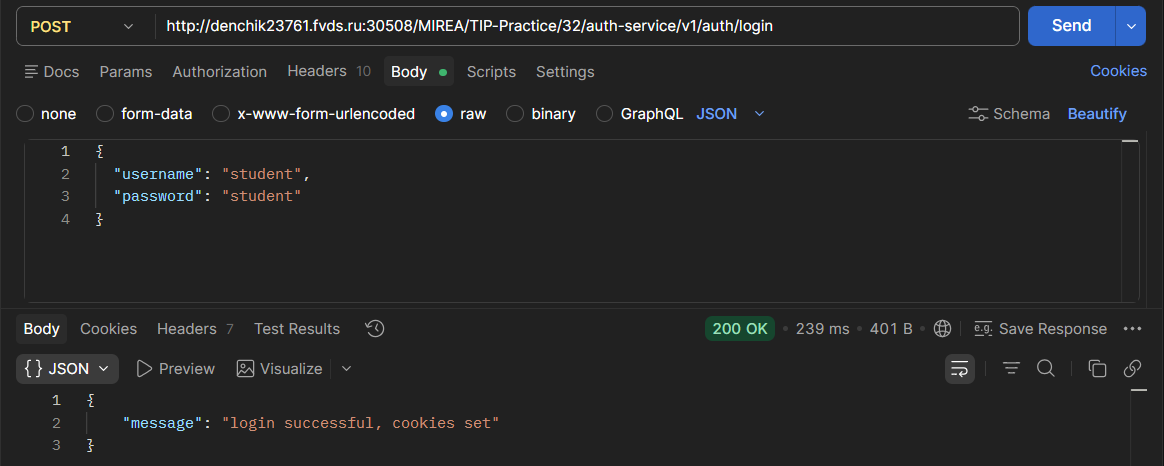 POST http://denchik23761.fvds.ru:30508/MIREA/TIP-Practice/32/auth-service/v1/auth/login Send
Docs Params Authorization Headers 10 Body Scripts Settings Cookies
none form-data x-www-form-urlencoded raw binary GraphQL JSON Schema Beautify
1 {
2 "username": "student",
3 "password": "student"
4 }
Body Cookies Headers 7 Test Results 200 OK • 239 ms • 401 B • e.g. Save Response
{} JSON Preview Visualize
1 {
2 "message": "login successful, cookies set"
3 }